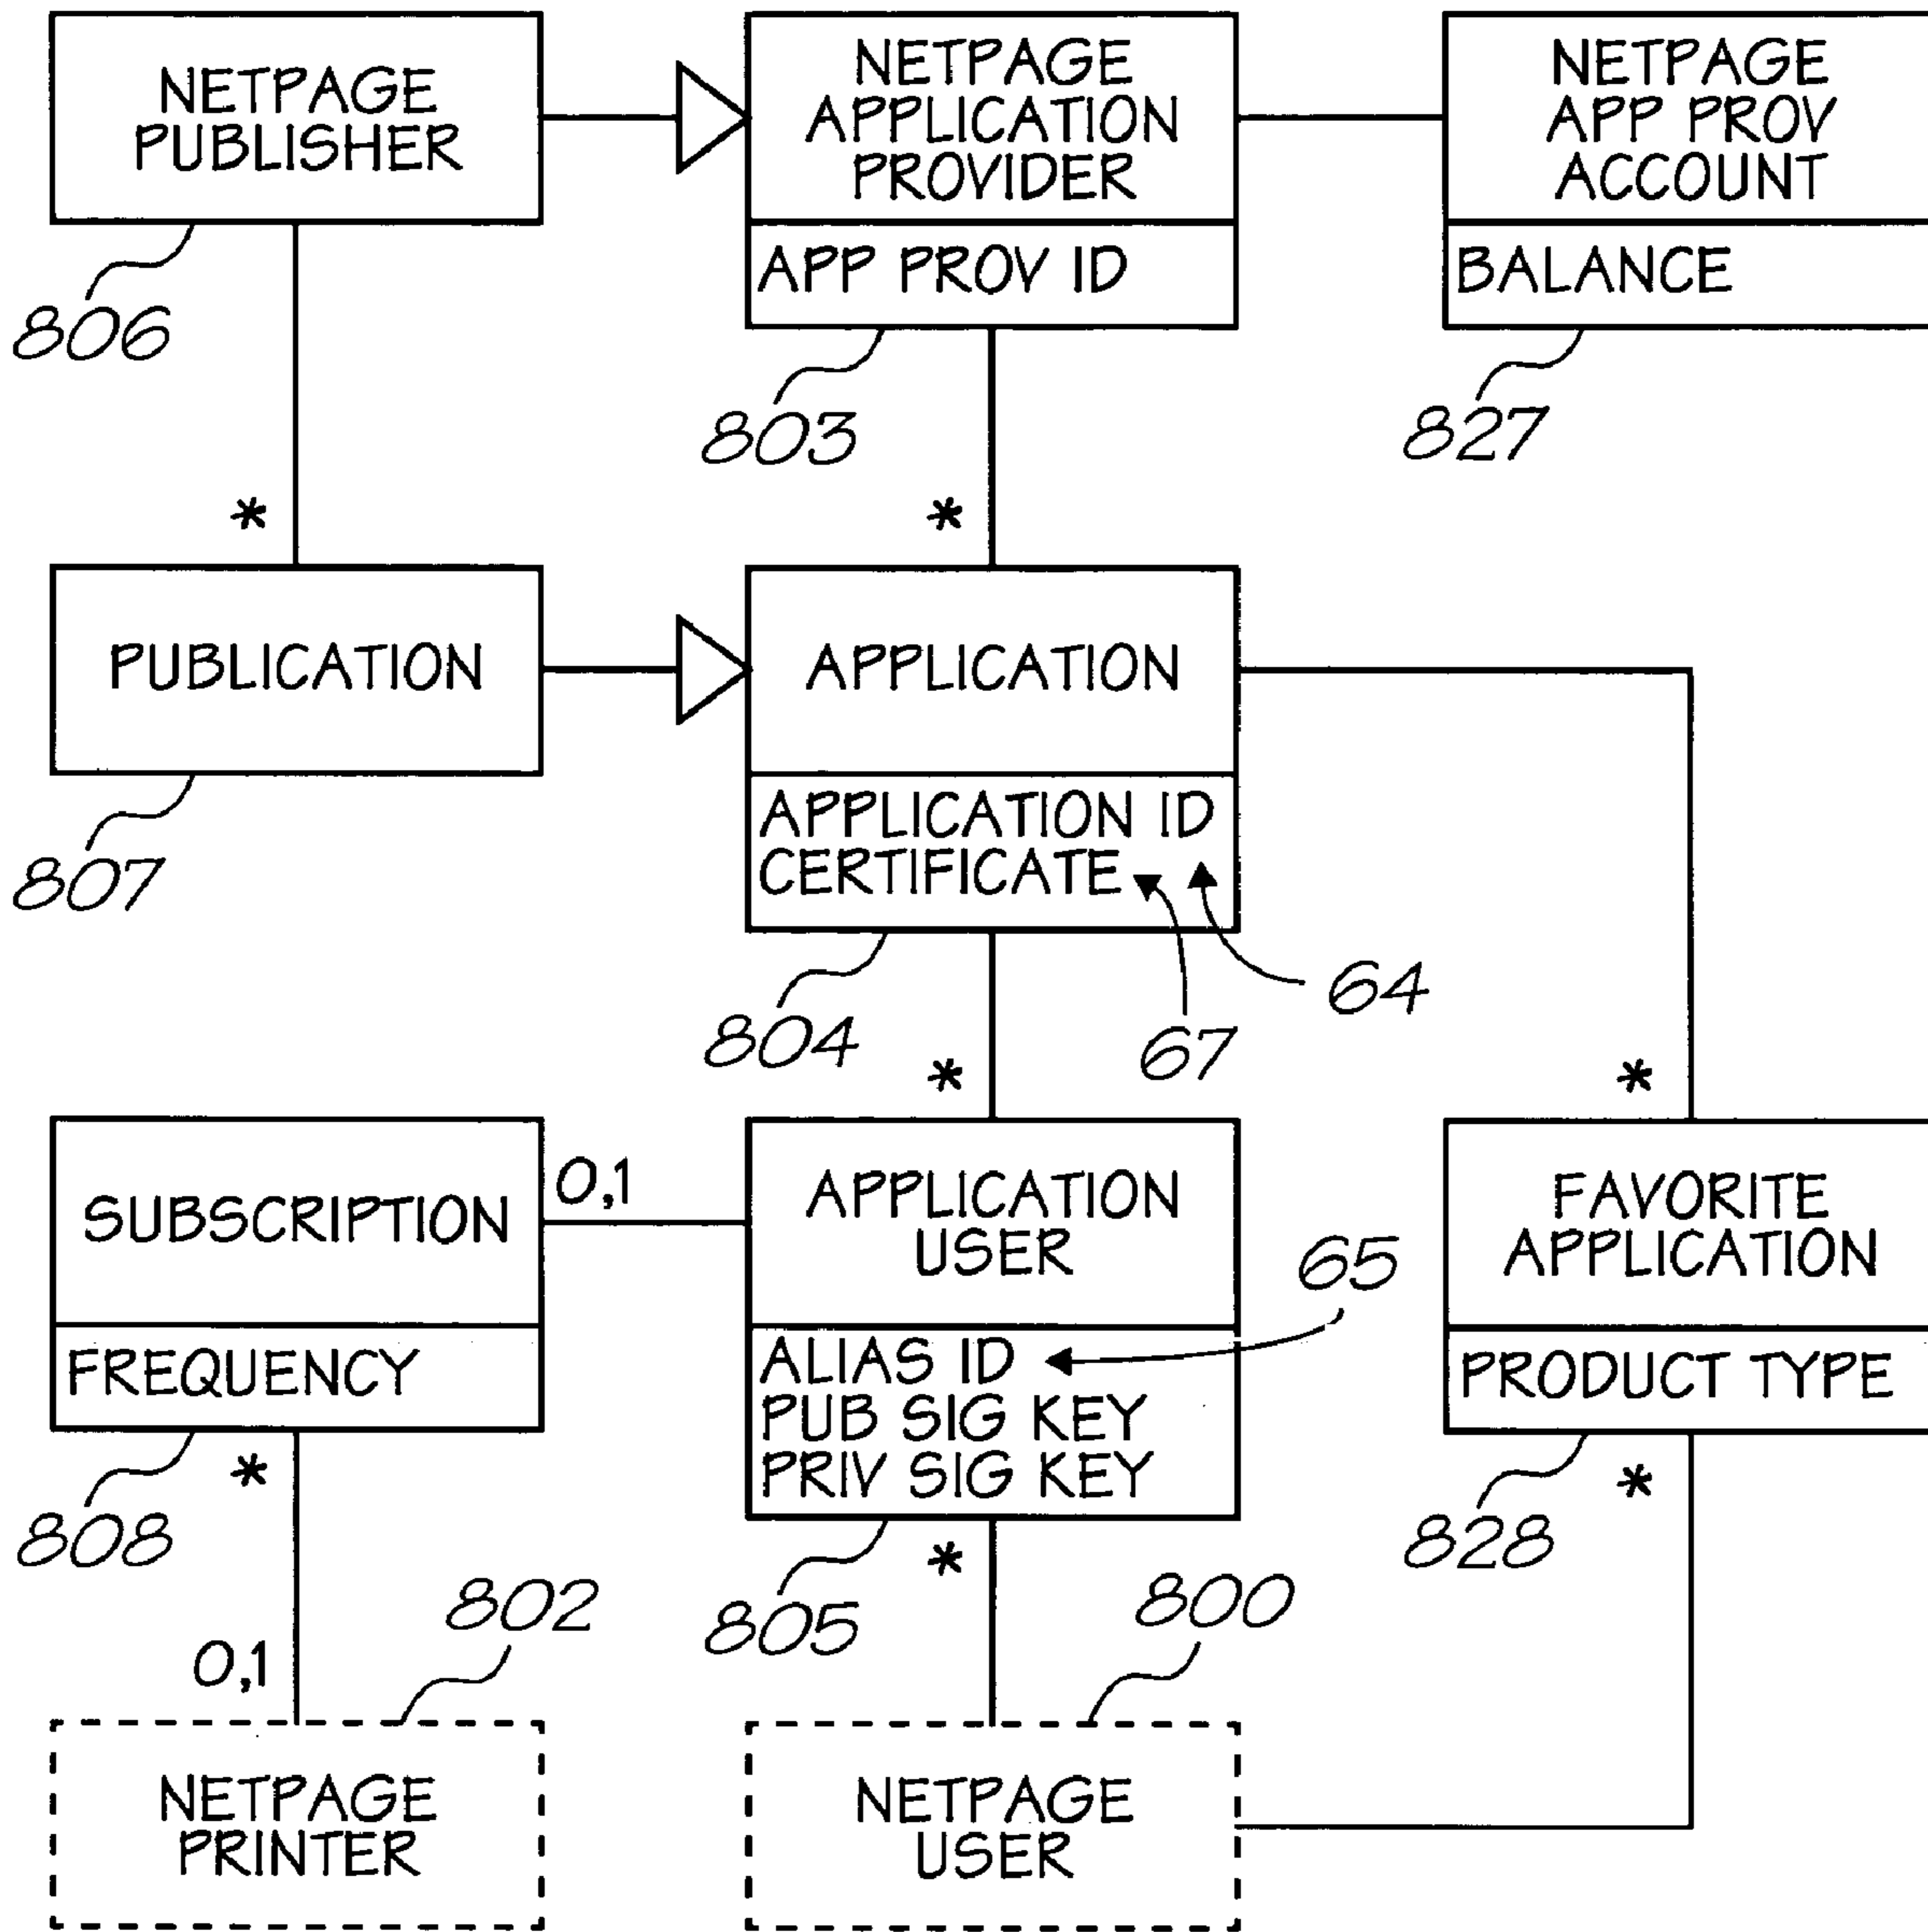 NETPAGE
PUBLISHER
806
NETPAGE
APPLICATION
PROVIDER
APP PROV ID
803
NETPAGE
APP PROV
ACCOUNT
BALANCE
827
*
*
PUBLICATION
807
APPLICATION
APPLICATION ID
CERTIFICATE
64
67
804
*
*
SUBSCRIPTION
FREQUENCY
808
0,1
APPLICATION
USER
65
ALIAS ID
PUB SIG KEY
PRIV SIG KEY
805
FAVORITE
APPLICATION
PRODUCT TYPE
828
*
*
*
802
800
0,1
NETPAGE
PRINTER
NETPAGE
USER